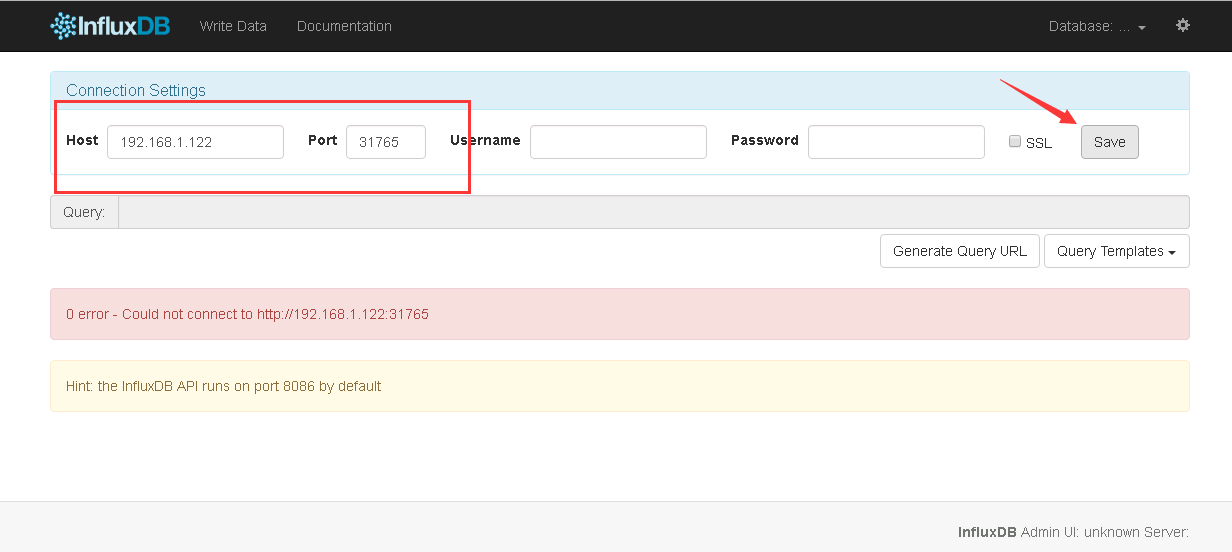 InfluxDB Write Data Documentation Database: ...
Connection Settings
Host 192.168.1.122 Port 31765 Username Password SSL Save
Query:
Generate Query URL Query Templates
0 error - Could not connect to http://192.168.1.122:31765
Hint: the InfluxDB API runs on port 8086 by default
InfluxDB Admin UI: unknown Server: